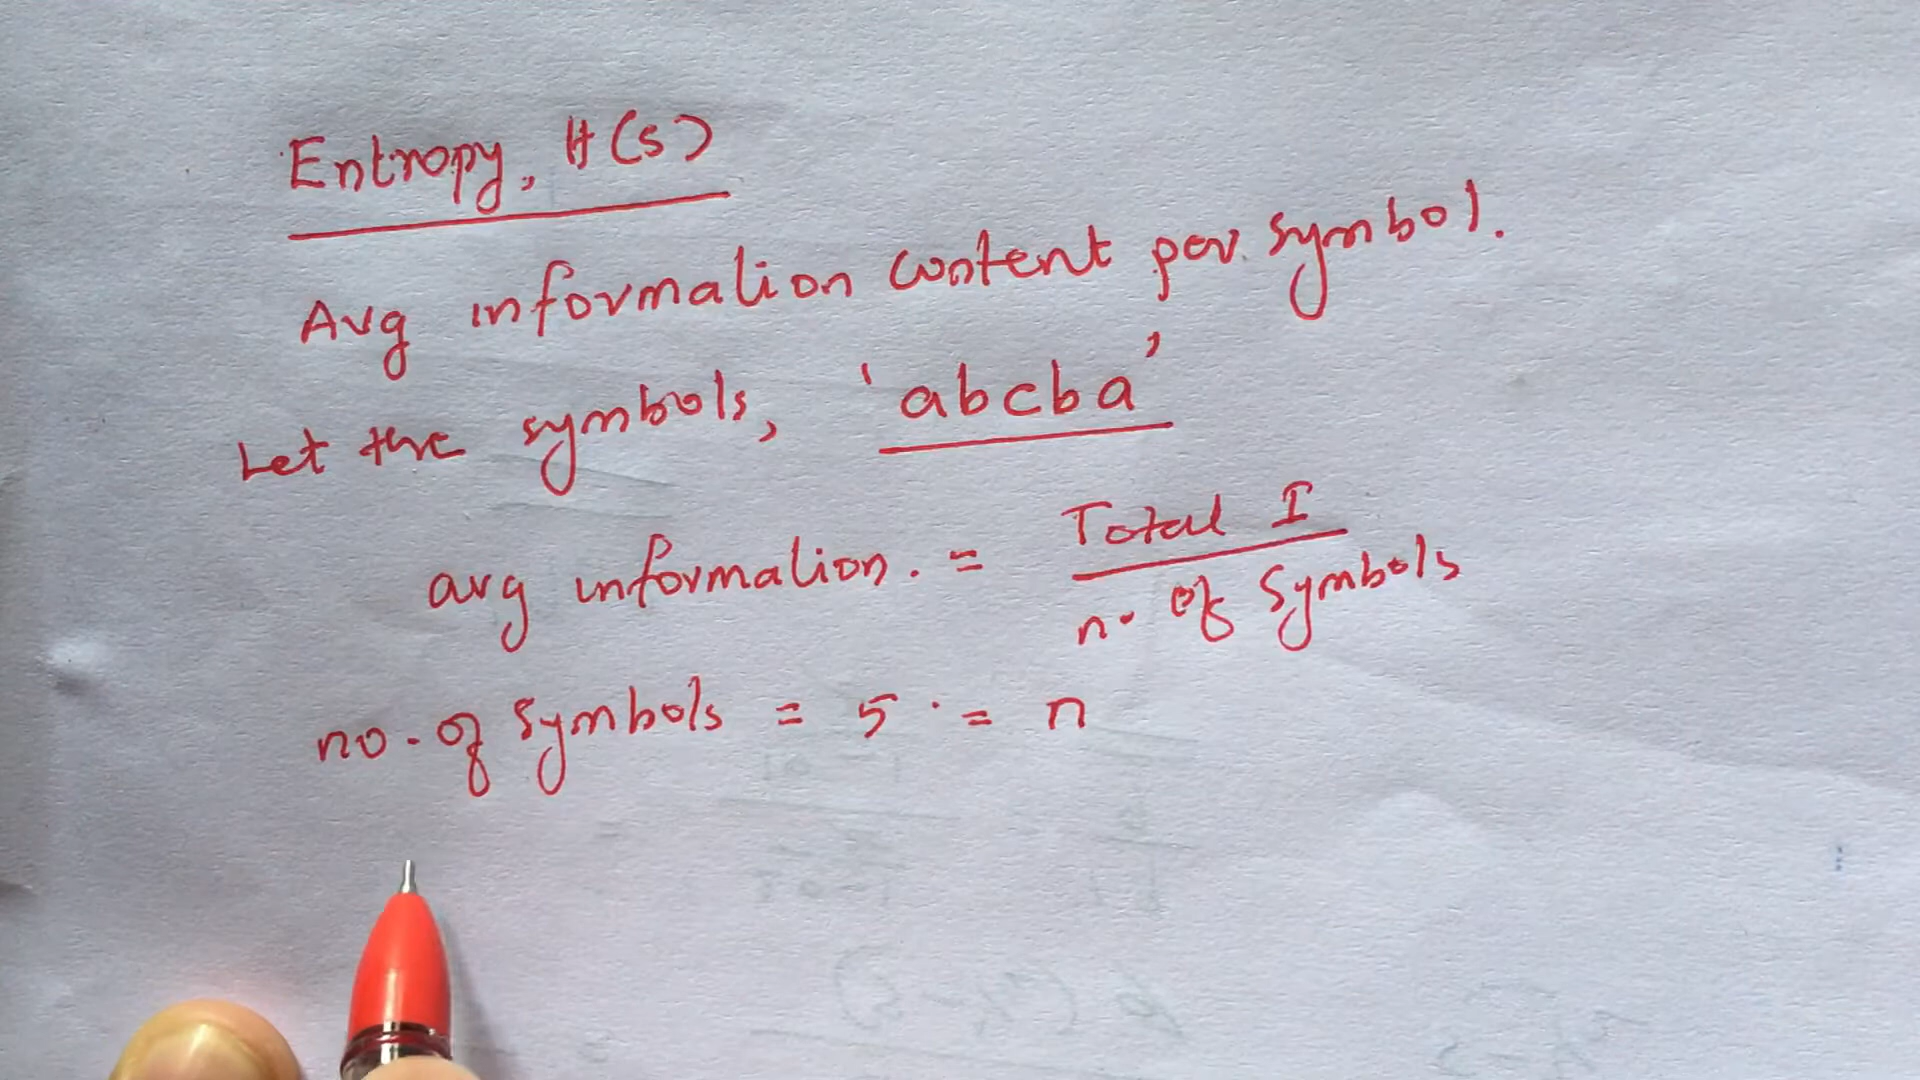 Entropy, H(s)
Avg information content per symbol.
Let the symbols, 'abcba'
avg information. = Total I / no. of symbols
no. of symbols = 5 . = n